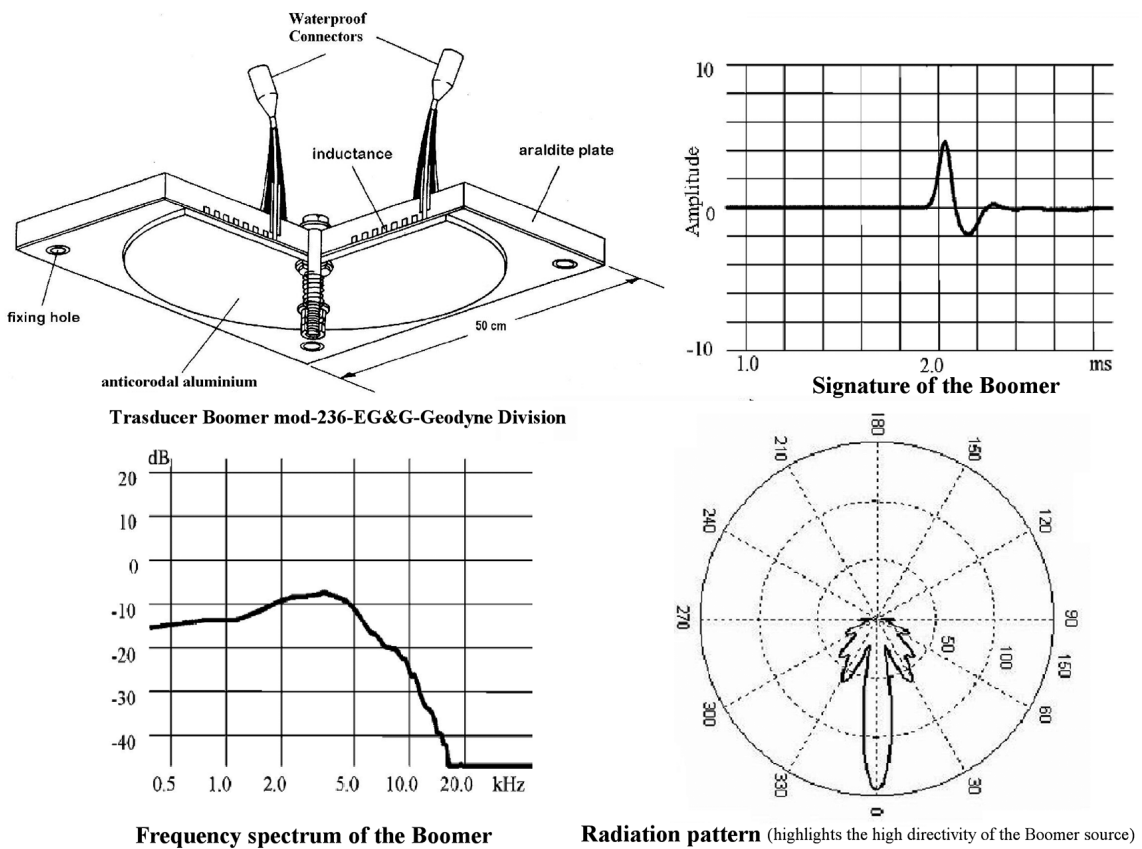 Waterproof
Connectors
inductance
araldite plate
fixing hole
50 cm
anticorodal aluminium
Trasducer Boomer mod-236-EG&G-Geodyne Division
10
Amplitude
0
-10
1.0
2.0
ms
Signature of the Boomer
dB
20
10
0
-10
-20
-30
-40
0.5
1.0
2.0
5.0
10.0
20.0
kHz
Frequency spectrum of the Boomer
180
210
150
240
120
270
90
50
100
150
300
60
330
30
0
Radiation pattern (highlights the high directivity of the Boomer source)